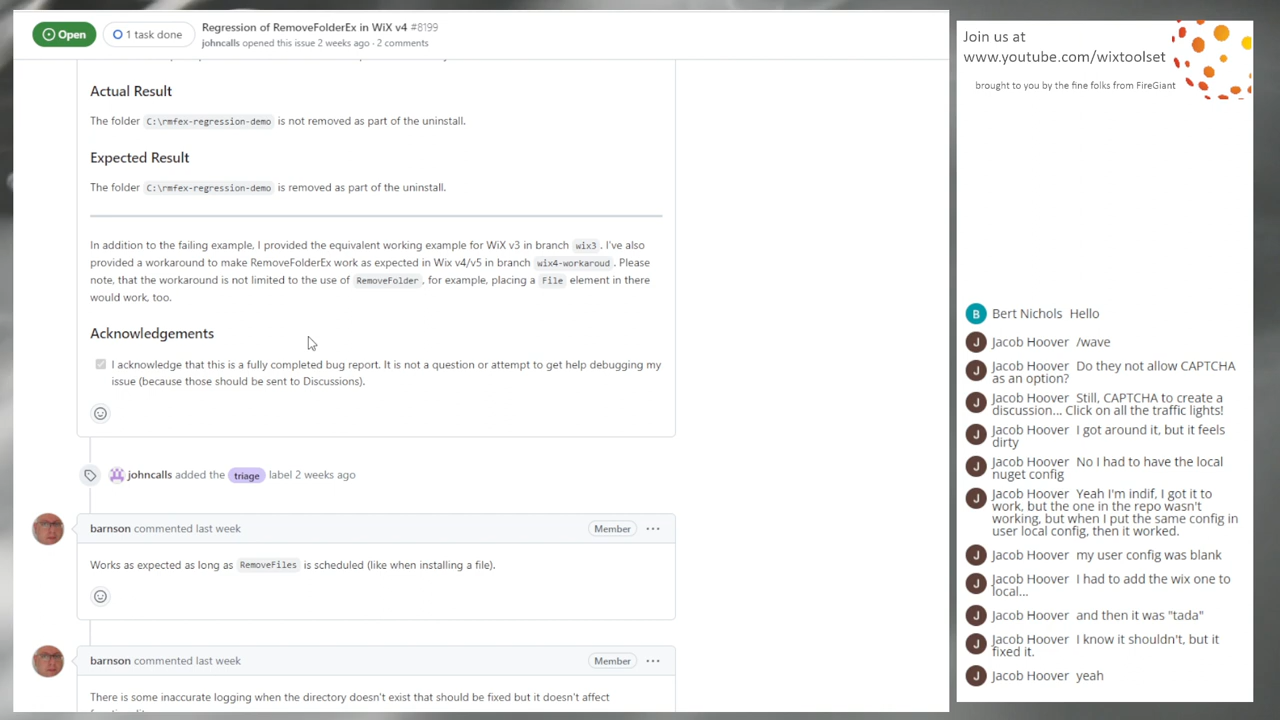 Open
1 task done
Regression of RemoveFolderEx in WiX v4 #8199
johncalls opened this issue 2 weeks ago · 2 comments
Actual Result
The folder C:\rmfex-regression-demo is not removed as part of the uninstall.
Expected Result
The folder C:\rmfex-regression-demo is removed as part of the uninstall.
In addition to the failing example, I provided the equivalent working example for WiX v3 in branch wix3. I've also
provided a workaround to make RemoveFolderEx work as expected in Wix v4/v5 in branch wix4-workaroud. Please
note, that the workaround is not limited to the use of RemoveFolder, for example, placing a File element in there
would work, too.
Acknowledgements
I acknowledge that this is a fully completed bug report. It is not a question or attempt to get help debugging my
issue (because those should be sent to Discussions).
johncalls added the triage label 2 weeks ago
barnson commented last week
Member
Works as expected as long as RemoveFiles is scheduled (like when installing a file).
barnson commented last week
Member
There is some inaccurate logging when the directory doesn't exist that should be fixed but it doesn't affect
Join us at
www.youtube.com/wixtoolset
brought to you by the fine folks from FireGiant
B Bert Nichols Hello
J Jacob Hoover /wave
J Jacob Hoover Do they not allow CAPTCHA
as an option?
J Jacob Hoover Still, CAPTCHA to create a
discussion... Click on all the traffic lights!
J Jacob Hoover I got around it, but it feels
dirty
J Jacob Hoover No I had to have the local
nuget config
J Jacob Hoover Yeah I'm indif, I got it to
work, but the one in the repo wasn't
working, but when I put the same config in
user local config, then it worked.
J Jacob Hoover my user config was blank
J Jacob Hoover I had to add the wix one to
local...
J Jacob Hoover and then it was "tada"
J Jacob Hoover I know it shouldn't, but it
fixed it.
J Jacob Hoover yeah